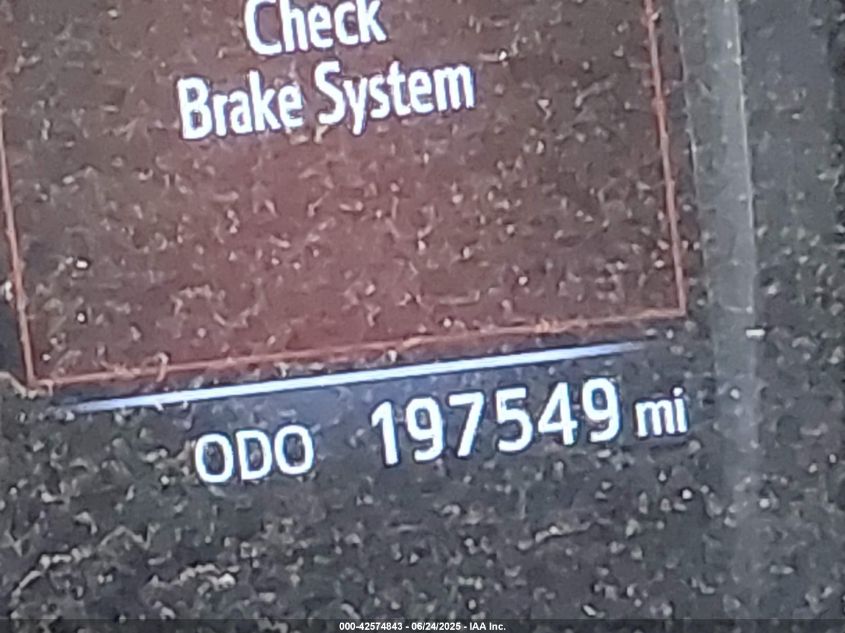 Check
Brake System
ODO 197549 mi
000-42574843 - 06/24/2025 - IAA Inc.